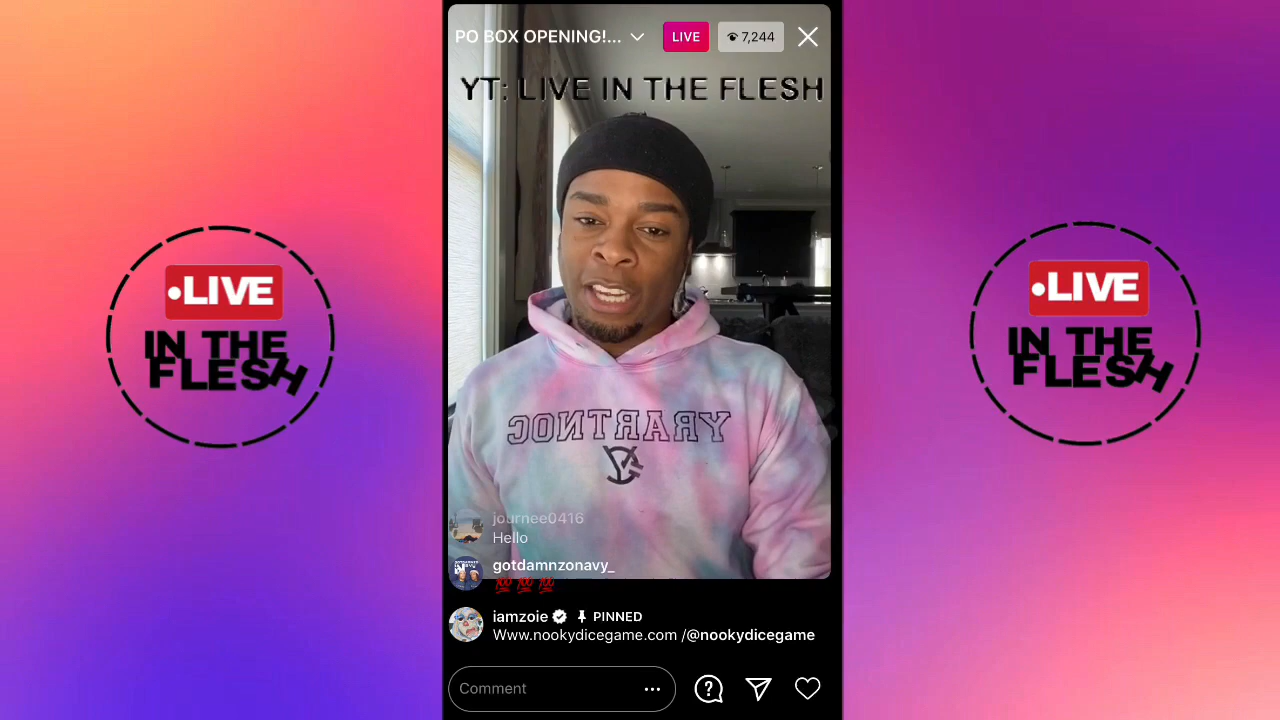 PO BOX OPENING!...
LIVE
7,244
YT: LIVE IN THE FLESH
LIVE
IN THE
FLESH
LIVE
IN THE
FLESH
CONTRARY
journee0416
Hello
gotdamnzonavy_
💯 💯 💯
iamzoie
PINNED
Www.nookydicegame.com /@nookydicegame
Comment